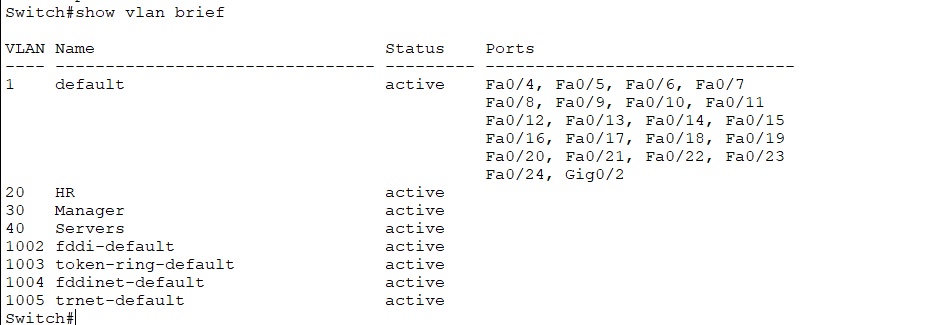 Switch#show vlan brief
VLAN Name                             Status    Ports
---- -------------------------------- --------- -------------------------------
1    default                          active    Fa0/4, Fa0/5, Fa0/6, Fa0/7
                                                Fa0/8, Fa0/9, Fa0/10, Fa0/11
                                                Fa0/12, Fa0/13, Fa0/14, Fa0/15
                                                Fa0/16, Fa0/17, Fa0/18, Fa0/19
                                                Fa0/20, Fa0/21, Fa0/22, Fa0/23
                                                Fa0/24, Gig0/2
20   HR                               active
30   Manager                          active
40   Servers                          active
1002 fddi-default                     active
1003 token-ring-default               active
1004 fddinet-default                  active
1005 trnet-default                    active
Switch#